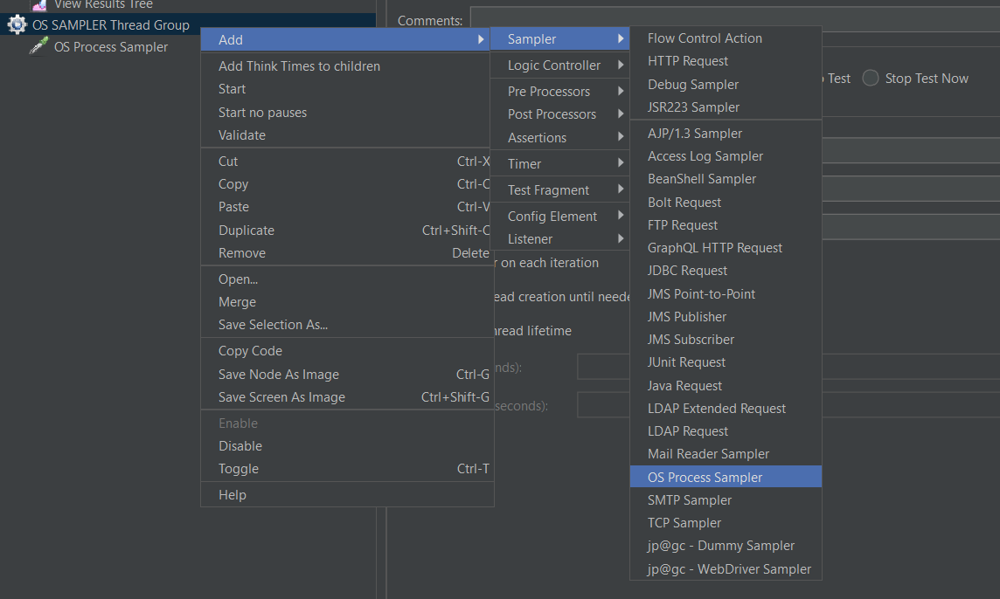 View Results Tree
OS SAMPLER Thread Group
OS Process Sampler
Comments:
Test
Stop Test Now
r on each iteration
ead creation until neede
hread lifetime
nds):
seconds):
Add
Add Think Times to children
Start
Start no pauses
Validate
Cut Ctrl-X
Copy Ctrl-C
Paste Ctrl-V
Duplicate Ctrl+Shift-C
Remove Delete
Open...
Merge
Save Selection As...
Copy Code
Save Node As Image Ctrl-G
Save Screen As Image Ctrl+Shift-G
Enable
Disable
Toggle Ctrl-T
Help
Sampler
Logic Controller
Pre Processors
Post Processors
Assertions
Timer
Test Fragment
Config Element
Listener
Flow Control Action
HTTP Request
Debug Sampler
JSR223 Sampler
AJP/1.3 Sampler
Access Log Sampler
BeanShell Sampler
Bolt Request
FTP Request
GraphQL HTTP Request
JDBC Request
JMS Point-to-Point
JMS Publisher
JMS Subscriber
JUnit Request
Java Request
LDAP Extended Request
LDAP Request
Mail Reader Sampler
OS Process Sampler
SMTP Sampler
TCP Sampler
jp@gc - Dummy Sampler
jp@gc - WebDriver Sampler